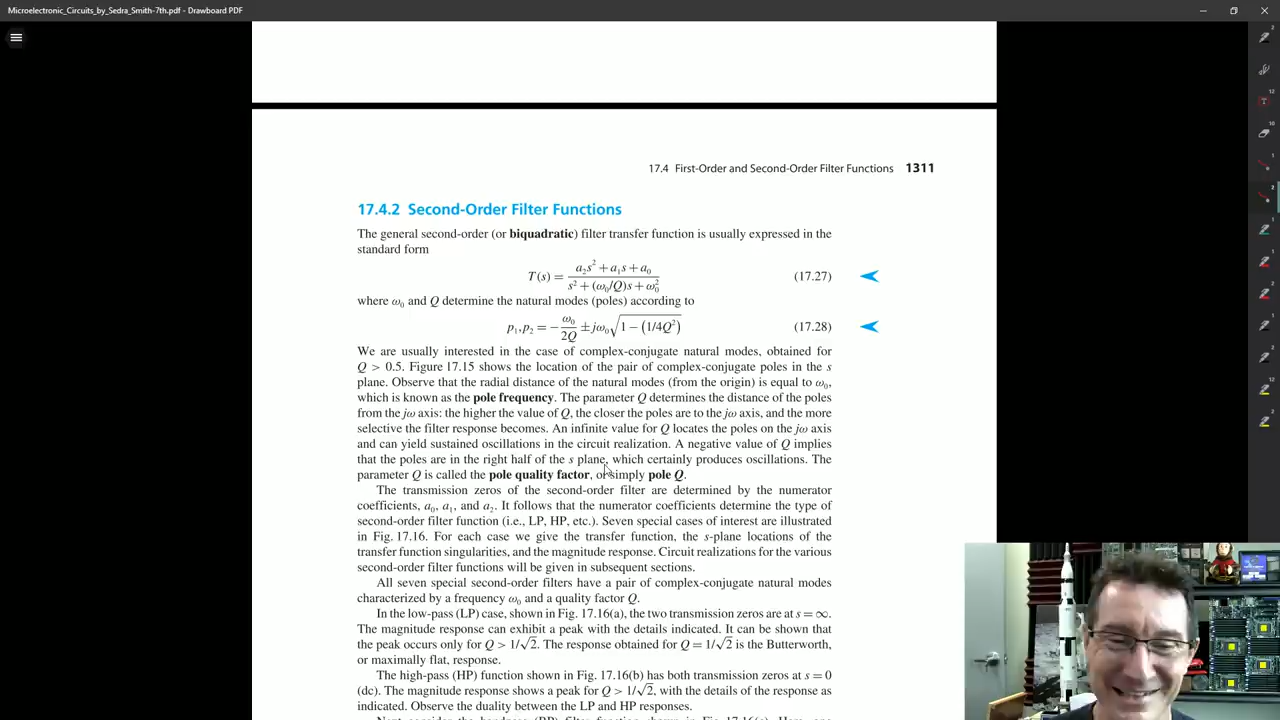 Microelectronic_Circuits_by_Sedra_Smith-7th.pdf - Drawboard PDF
17.4 First-Order and Second-Order Filter Functions 1311
17.4.2 Second-Order Filter Functions
The general second-order (or biquadratic) filter transfer function is usually expressed in the
standard form
T(s) = (a₂s² + a₁s + a₀) / (s² + (ω₀/Q)s + ω₀²) (17.27)
where ω₀ and Q determine the natural modes (poles) according to
p₁, p₂ = −ω₀/2Q ± jω₀√(1 − (1/4Q²)) (17.28)
We are usually interested in the case of complex-conjugate natural modes, obtained for
Q > 0.5. Figure 17.15 shows the location of the pair of complex-conjugate poles in the s
plane. Observe that the radial distance of the natural modes (from the origin) is equal to ω₀,
which is known as the pole frequency. The parameter Q determines the distance of the poles
from the jω axis: the higher the value of Q, the closer the poles are to the jω axis, and the more
selective the filter response becomes. An infinite value for Q locates the poles on the jω axis
and can yield sustained oscillations in the circuit realization. A negative value of Q implies
that the poles are in the right half of the s plane, which certainly produces oscillations. The
parameter Q is called the pole quality factor, or simply pole Q.
The transmission zeros of the second-order filter are determined by the numerator
coefficients, a₀, a₁, and a₂. It follows that the numerator coefficients determine the type of
second-order filter function (i.e., LP, HP, etc.). Seven special cases of interest are illustrated
in Fig. 17.16. For each case we give the transfer function, the s-plane locations of the
transfer function singularities, and the magnitude response. Circuit realizations for the various
second-order filter functions will be given in subsequent sections.
All seven special second-order filters have a pair of complex-conjugate natural modes
characterized by a frequency ω₀ and a quality factor Q.
In the low-pass (LP) case, shown in Fig. 17.16(a), the two transmission zeros are at s = ∞.
The magnitude response can exhibit a peak with the details indicated. It can be shown that
the peak occurs only for Q > 1/√2. The response obtained for Q = 1/√2 is the Butterworth,
or maximally flat, response.
The high-pass (HP) function shown in Fig. 17.16(b) has both transmission zeros at s = 0
(dc). The magnitude response shows a peak for Q > 1/√2, with the details of the response as
indicated. Observe the duality between the LP and HP responses.